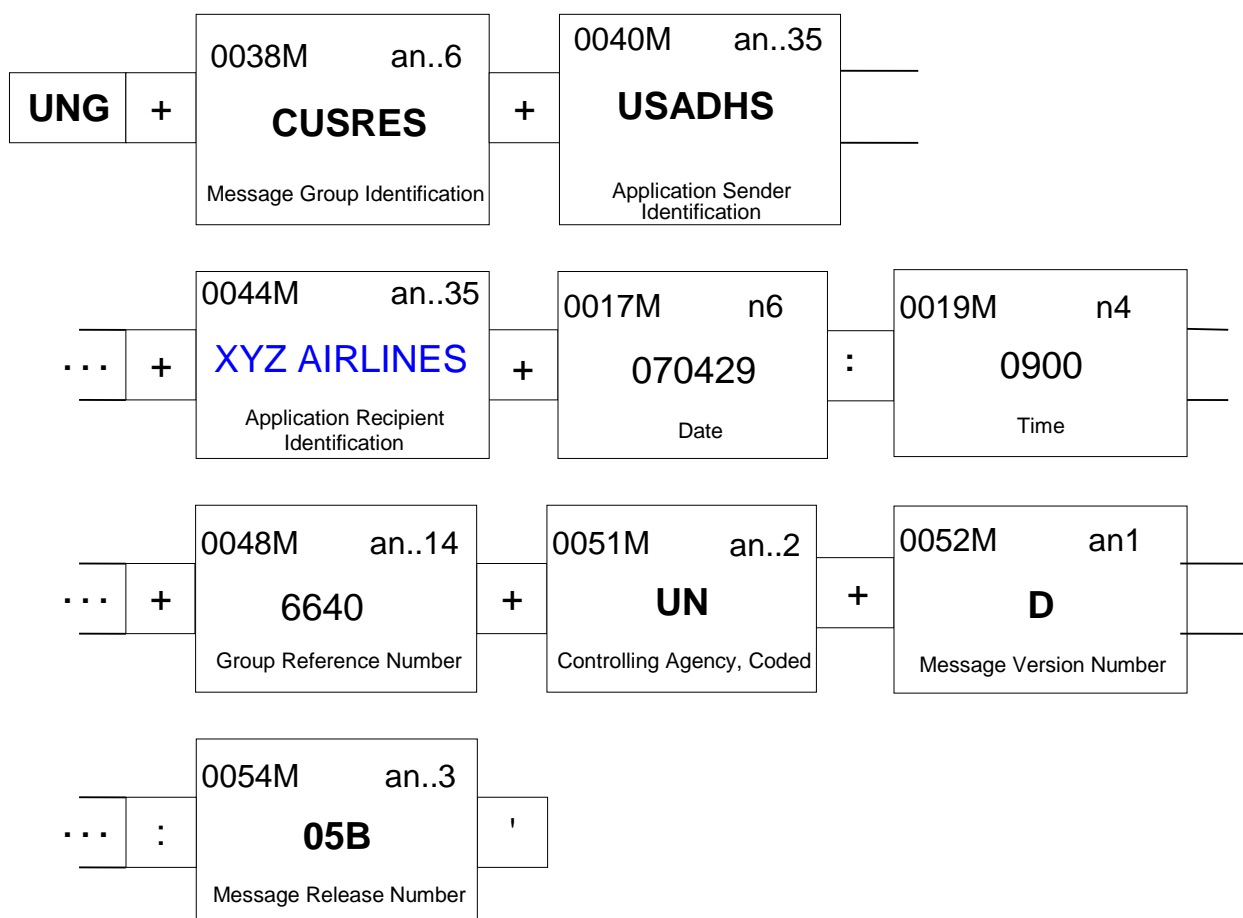 0038M an..6 0040M an..35
UNG + CUSRES + USADHS
Message Group Identification Application Sender
Identification
0044M an..35 0017M n6 0019M n4
... + XYZ AIRLINES + 070429 : 0900
Application Recipient
Identification Date Time
0048M an..14 0051M an..2 0052M an1
... + 6640 + UN + D
Group Reference Number Controlling Agency, Coded Message Version Number
0054M an..3
... : 05B '
Message Release Number